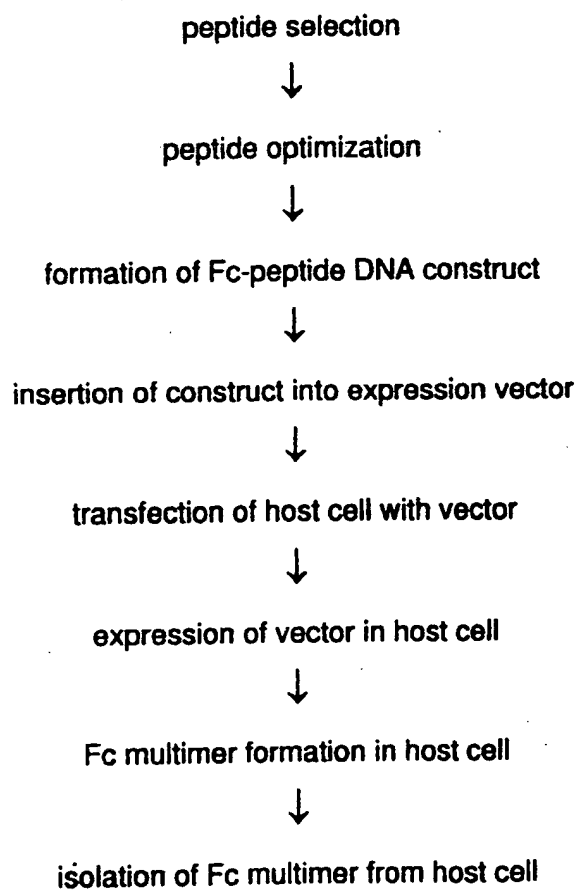 peptide selection
↓
peptide optimization
↓
formation of Fc-peptide DNA construct
↓
insertion of construct into expression vector
↓
transfection of host cell with vector
↓
expression of vector in host cell
↓
Fc multimer formation in host cell
↓
isolation of Fc multimer from host cell